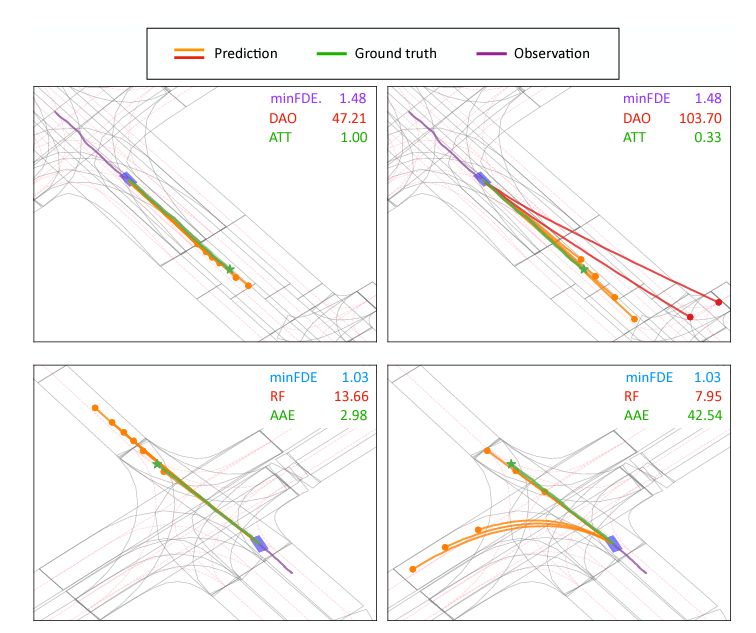 Prediction Ground truth Observation
minFDE. 1.48
DAO 47.21
ATT 1.00
minFDE 1.48
DAO 103.70
ATT 0.33
minFDE 1.03
RF 13.66
AAE 2.98
minFDE 1.03
RF 7.95
AAE 42.54